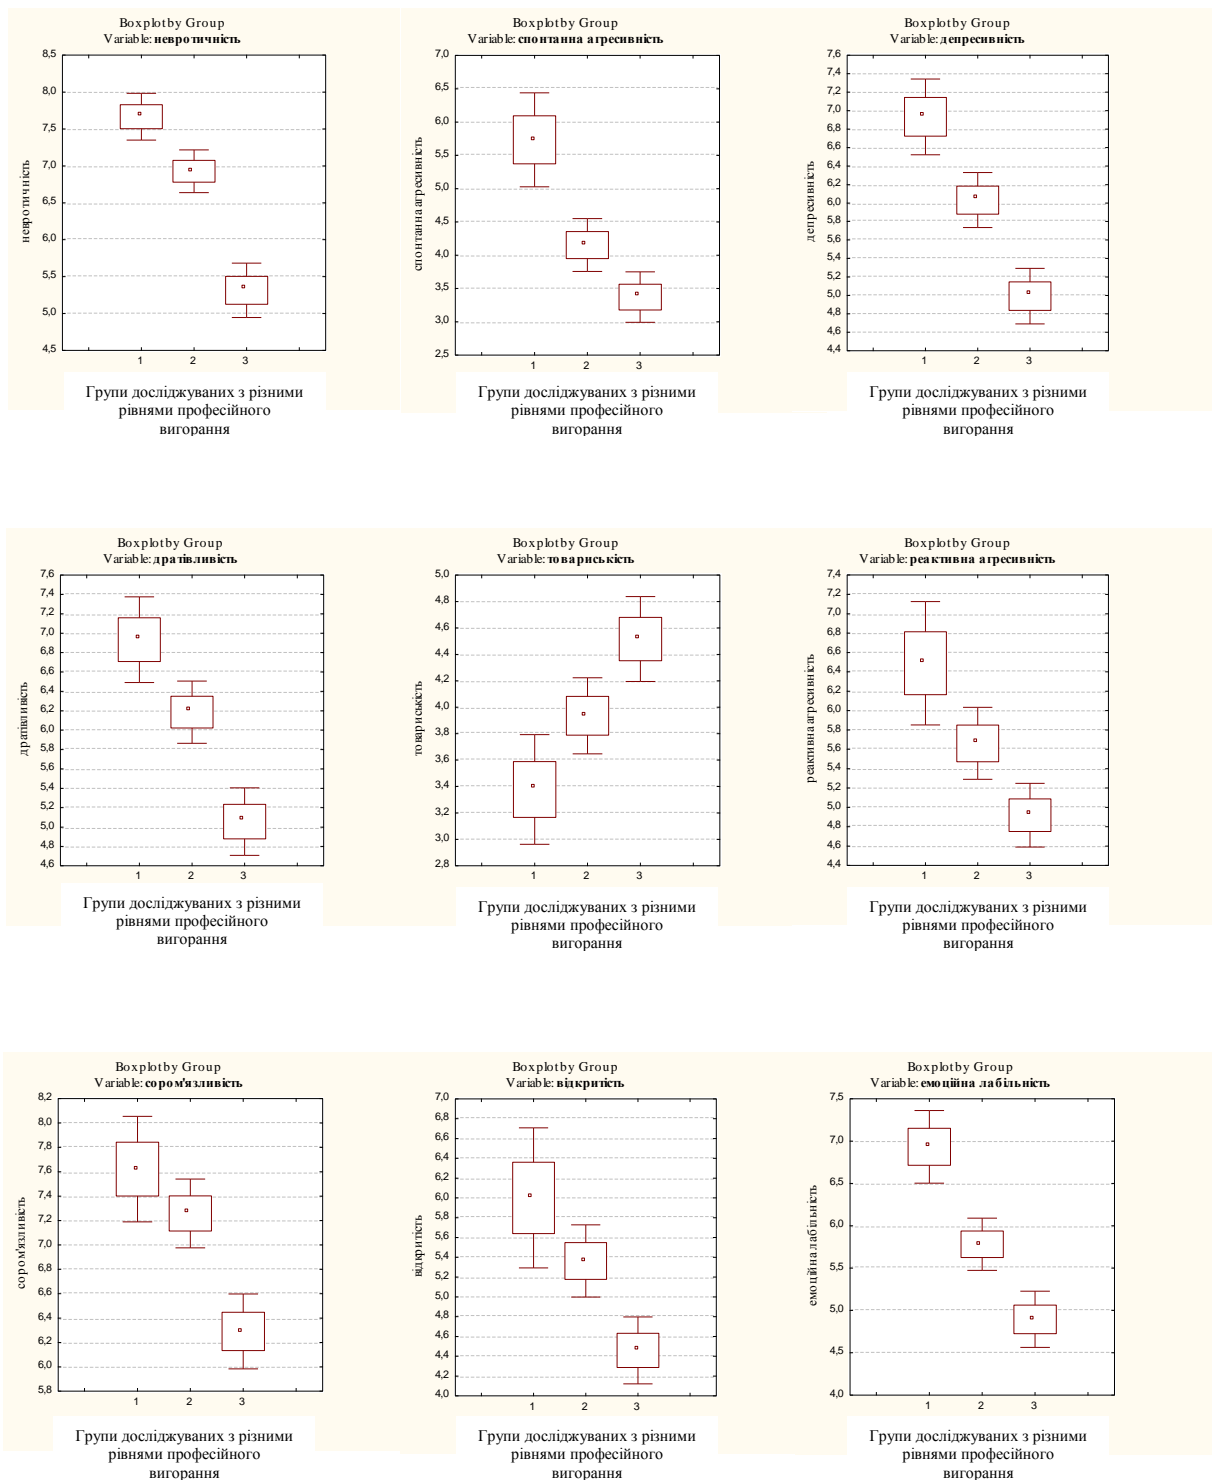 Boxplotby Group
Variable: невротичність
8,5
8,0
7,5
7,0
6,5
6,0
5,5
5,0
4,5
невротичність
1 2 3
Групи досліджуваних з різними
рівнями професійного
вигорання
Boxplotby Group
Variable: спонтанна агресивність
7,0
6,5
6,0
5,5
5,0
4,5
4,0
3,5
3,0
2,5
спонтанна агресивність
1 2 3
Групи досліджуваних з різними
рівнями професійного
вигорання
Boxplotby Group
Variable: депресивність
7,6
7,4
7,2
7,0
6,8
6,6
6,4
6,2
6,0
5,8
5,6
5,4
5,2
5,0
4,8
4,6
4,4
депресивність
1 2 3
Групи досліджуваних з різними
рівнями професійного
вигорання
Boxplotby Group
Variable: дратівливість
7,6
7,4
7,2
7,0
6,8
6,6
6,4
6,2
6,0
5,8
5,6
5,4
5,2
5,0
4,8
4,6
дратівливість
1 2 3
Групи досліджуваних з різними
рівнями професійного
вигорання
Boxplotby Group
Variable: товариськість
5,0
4,8
4,6
4,4
4,2
4,0
3,8
3,6
3,4
3,2
3,0
2,8
товариськість
1 2 3
Групи досліджуваних з різними
рівнями професійного
вигорання
Boxplotby Group
Variable: реактивна агресивність
7,4
7,2
7,0
6,8
6,6
6,4
6,2
6,0
5,8
5,6
5,4
5,2
5,0
4,8
4,6
4,4
реактивна агресивність
1 2 3
Групи досліджуваних з різними
рівнями професійного
вигорання
Boxplotby Group
Variable: сором'язливість
8,2
8,0
7,8
7,6
7,4
7,2
7,0
6,8
6,6
6,4
6,2
6,0
5,8
сором'язливість
1 2 3
Групи досліджуваних з різними
рівнями професійного
вигорання
Boxplotby Group
Variable: відкритість
7,0
6,8
6,6
6,4
6,2
6,0
5,8
5,6
5,4
5,2
5,0
4,8
4,6
4,4
4,2
4,0
відкритість
1 2 3
Групи досліджуваних з різними
рівнями професійного
вигорання
Boxplotby Group
Variable: емоційна лабільність
7,5
7,0
6,5
6,0
5,5
5,0
4,5
4,0
емоційна лабільність
1 2 3
Групи досліджуваних з різними
рівнями професійного
вигорання